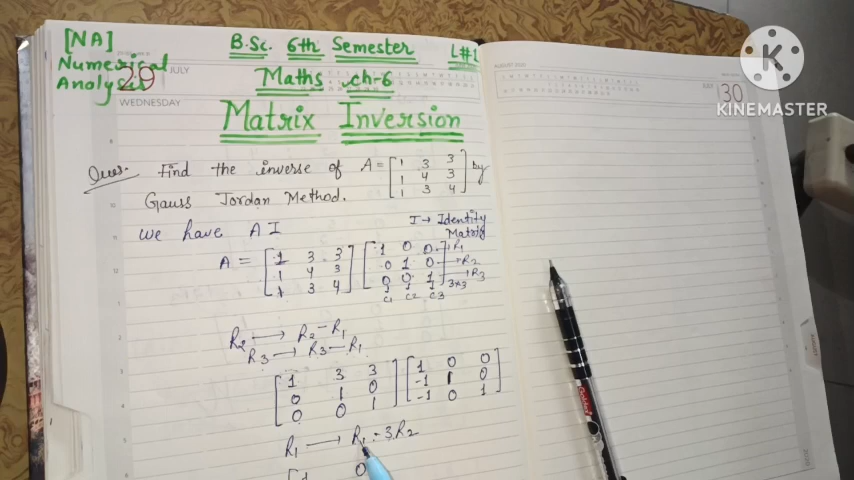 [NA] B.Sc. 6th Semester L#1
Numerical Analysis
29 JULY
WEDNESDAY
Maths ch-6
Matrix Inversion
AUGUST 2020
JULY 30
KINEMASTER
Ques. Find the inverse of A = [1 3 3
1 4 3
1 3 4] by
Gauss Jordan Method.
we have A I
I → Identity
Matrix
A = [1 3 3] [1 0 0] → R1
[1 4 3] [0 1 0] → R2
[1 3 4] [0 0 1] → R3
3×3
C1 C2 C3
R2 → R2 - R1
R3 → R3 - R1
[1 3 3] [1 0 0]
[0 1 0] [-1 1 0]
[0 0 1] [-1 0 1]
R1 → R1 - 3R2